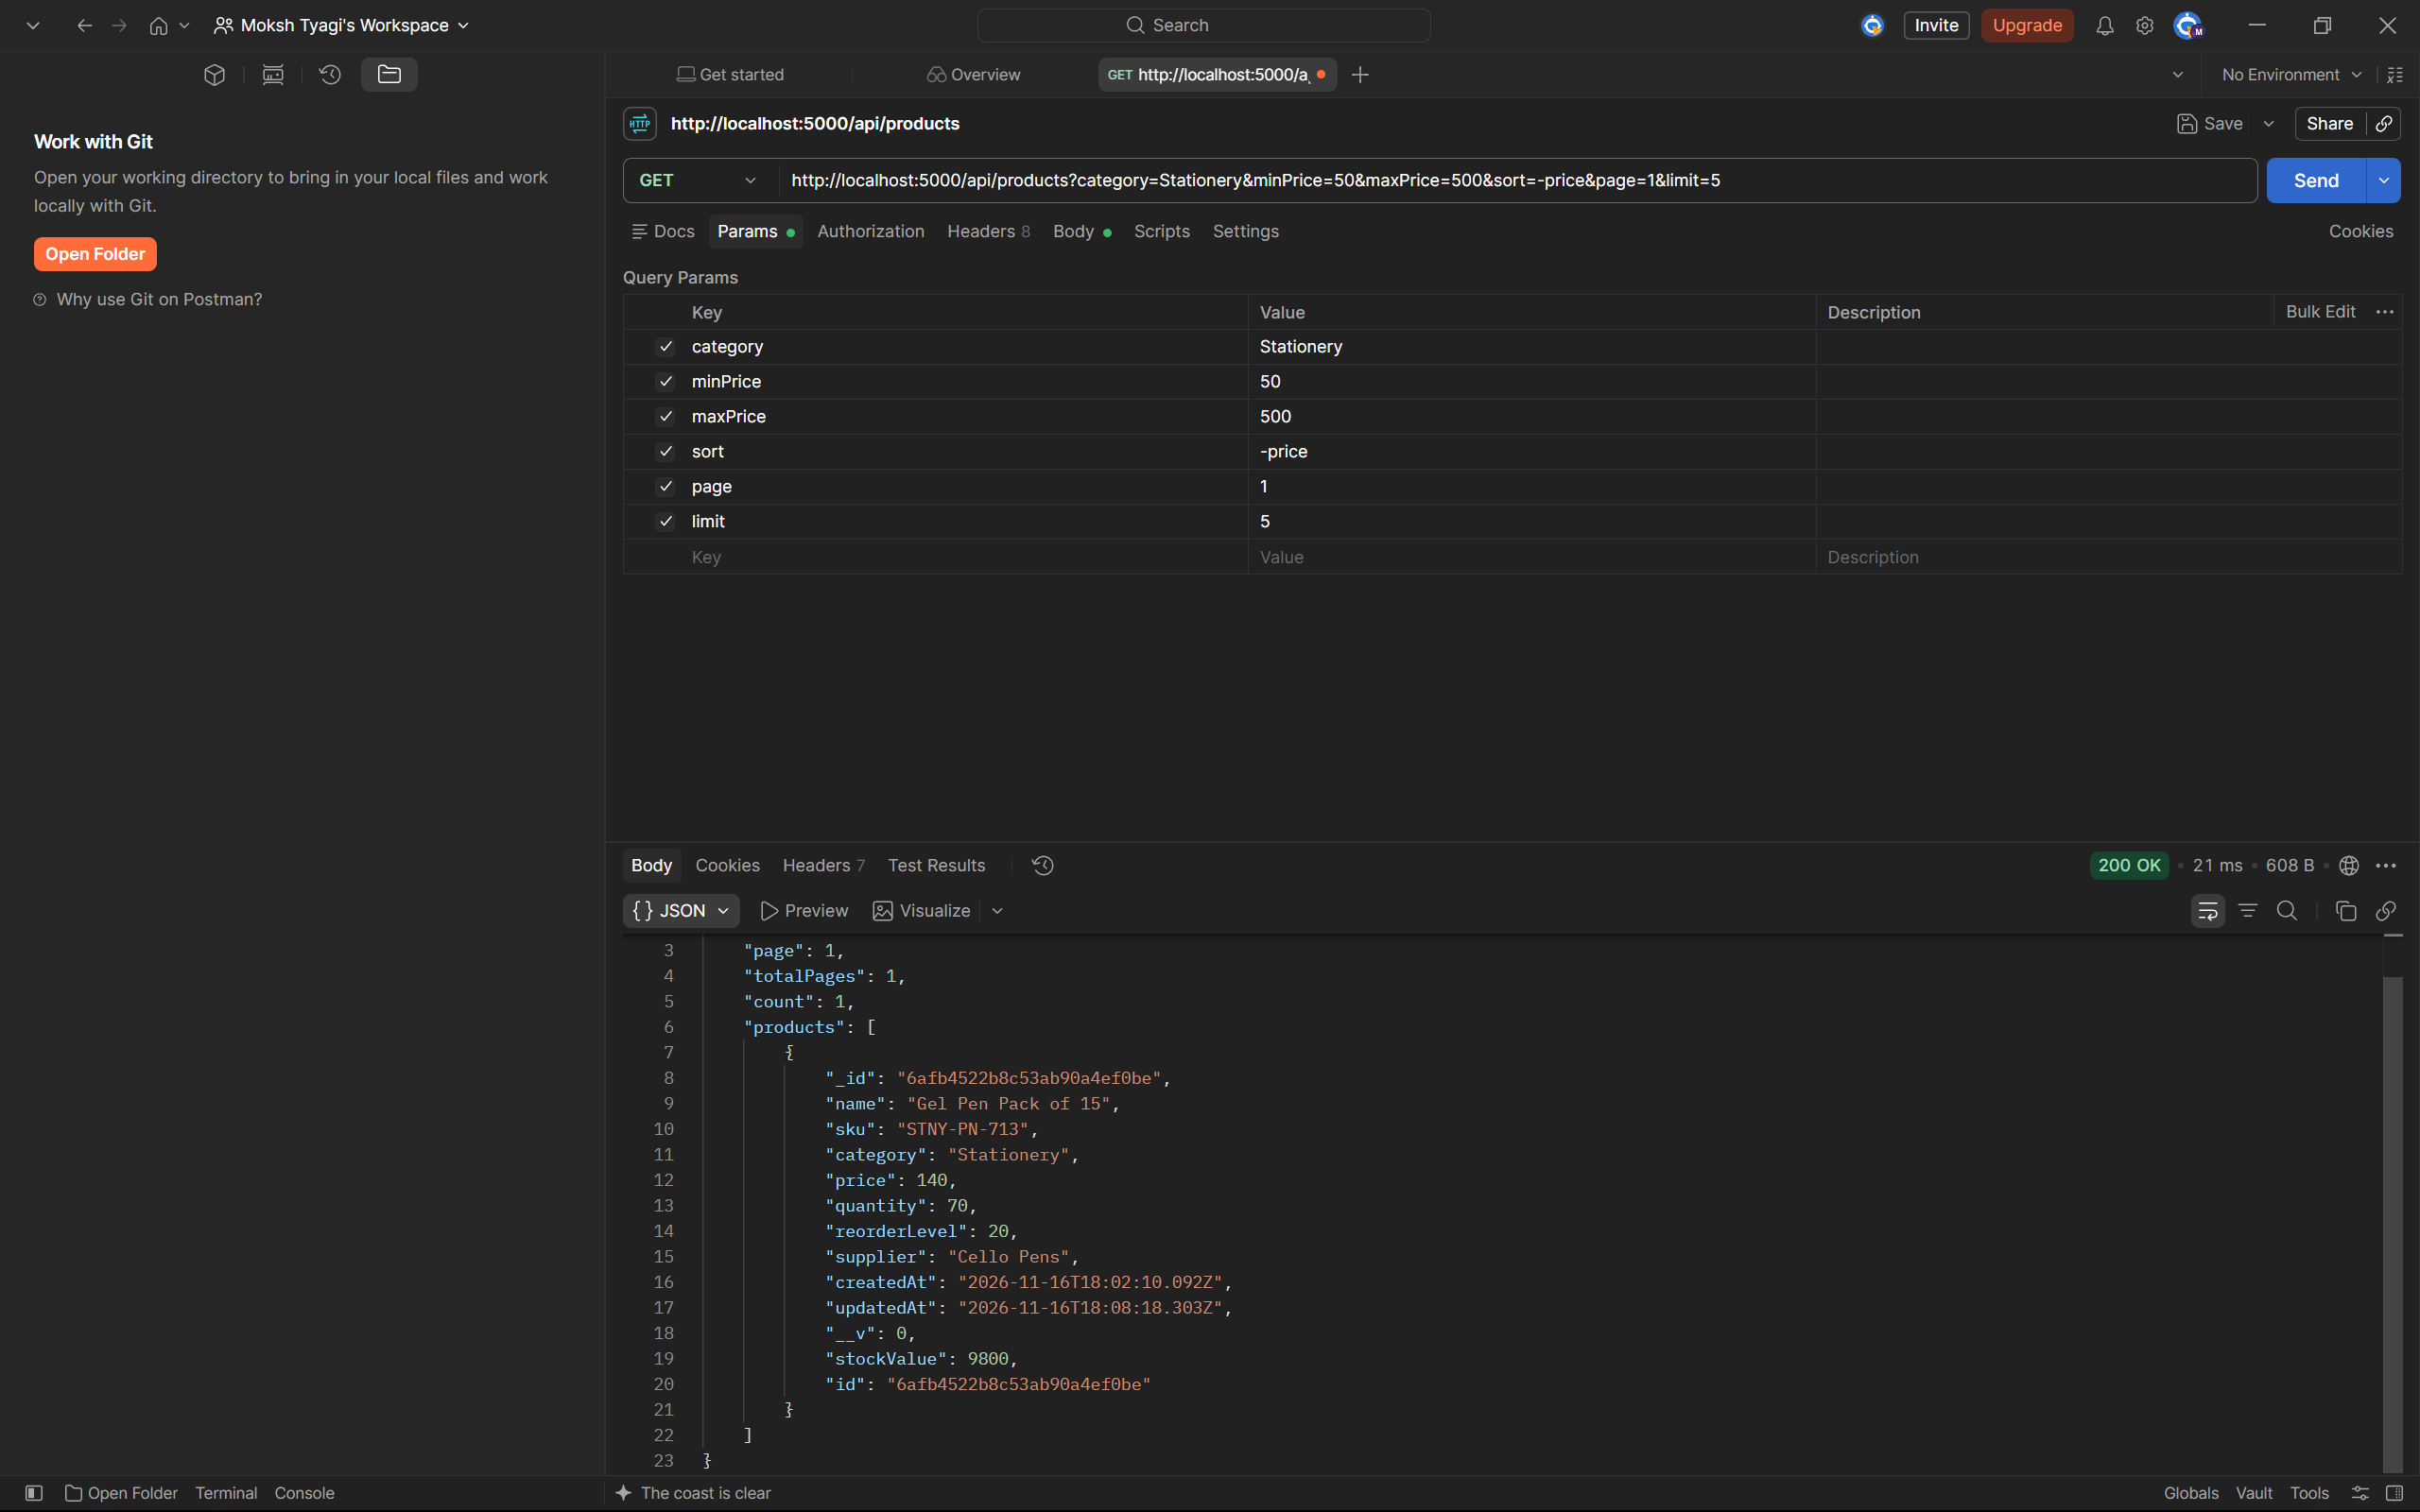 Moksh Tyagi's Workspace
Search
Invite
Upgrade
Get started
Overview
GET http://localhost:5000/a
No Environment
Work with Git
Open your working directory to bring in your local files and work
locally with Git.
Open Folder
Why use Git on Postman?
HTTP
http://localhost:5000/api/products
Save
Share
GET
http://localhost:5000/api/products?category=Stationery&minPrice=50&maxPrice=500&sort=-price&page=1&limit=5
Send
Docs Params Authorization Headers 8 Body Scripts Settings Cookies
Query Params
Key Value Description Bulk Edit
category Stationery
minPrice 50
maxPrice 500
sort -price
page 1
limit 5
Key Value Description
Body Cookies Headers 7 Test Results 200 OK 21 ms 608 B
{} JSON Preview Visualize
3 "page": 1,
4 "totalPages": 1,
5 "count": 1,
6 "products": [
7 {
8 "_id": "6afb4522b8c53ab90a4ef0be",
9 "name": "Gel Pen Pack of 15",
10 "sku": "STNY-PN-713",
11 "category": "Stationery",
12 "price": 140,
13 "quantity": 70,
14 "reorderLevel": 20,
15 "supplier": "Cello Pens",
16 "createdAt": "2026-11-16T18:02:10.092Z",
17 "updatedAt": "2026-11-16T18:08:18.303Z",
18 "__v": 0,
19 "stockValue": 9800,
20 "id": "6afb4522b8c53ab90a4ef0be"
21 }
22 ]
23 }
Open Folder Terminal Console The coast is clear Globals Vault Tools